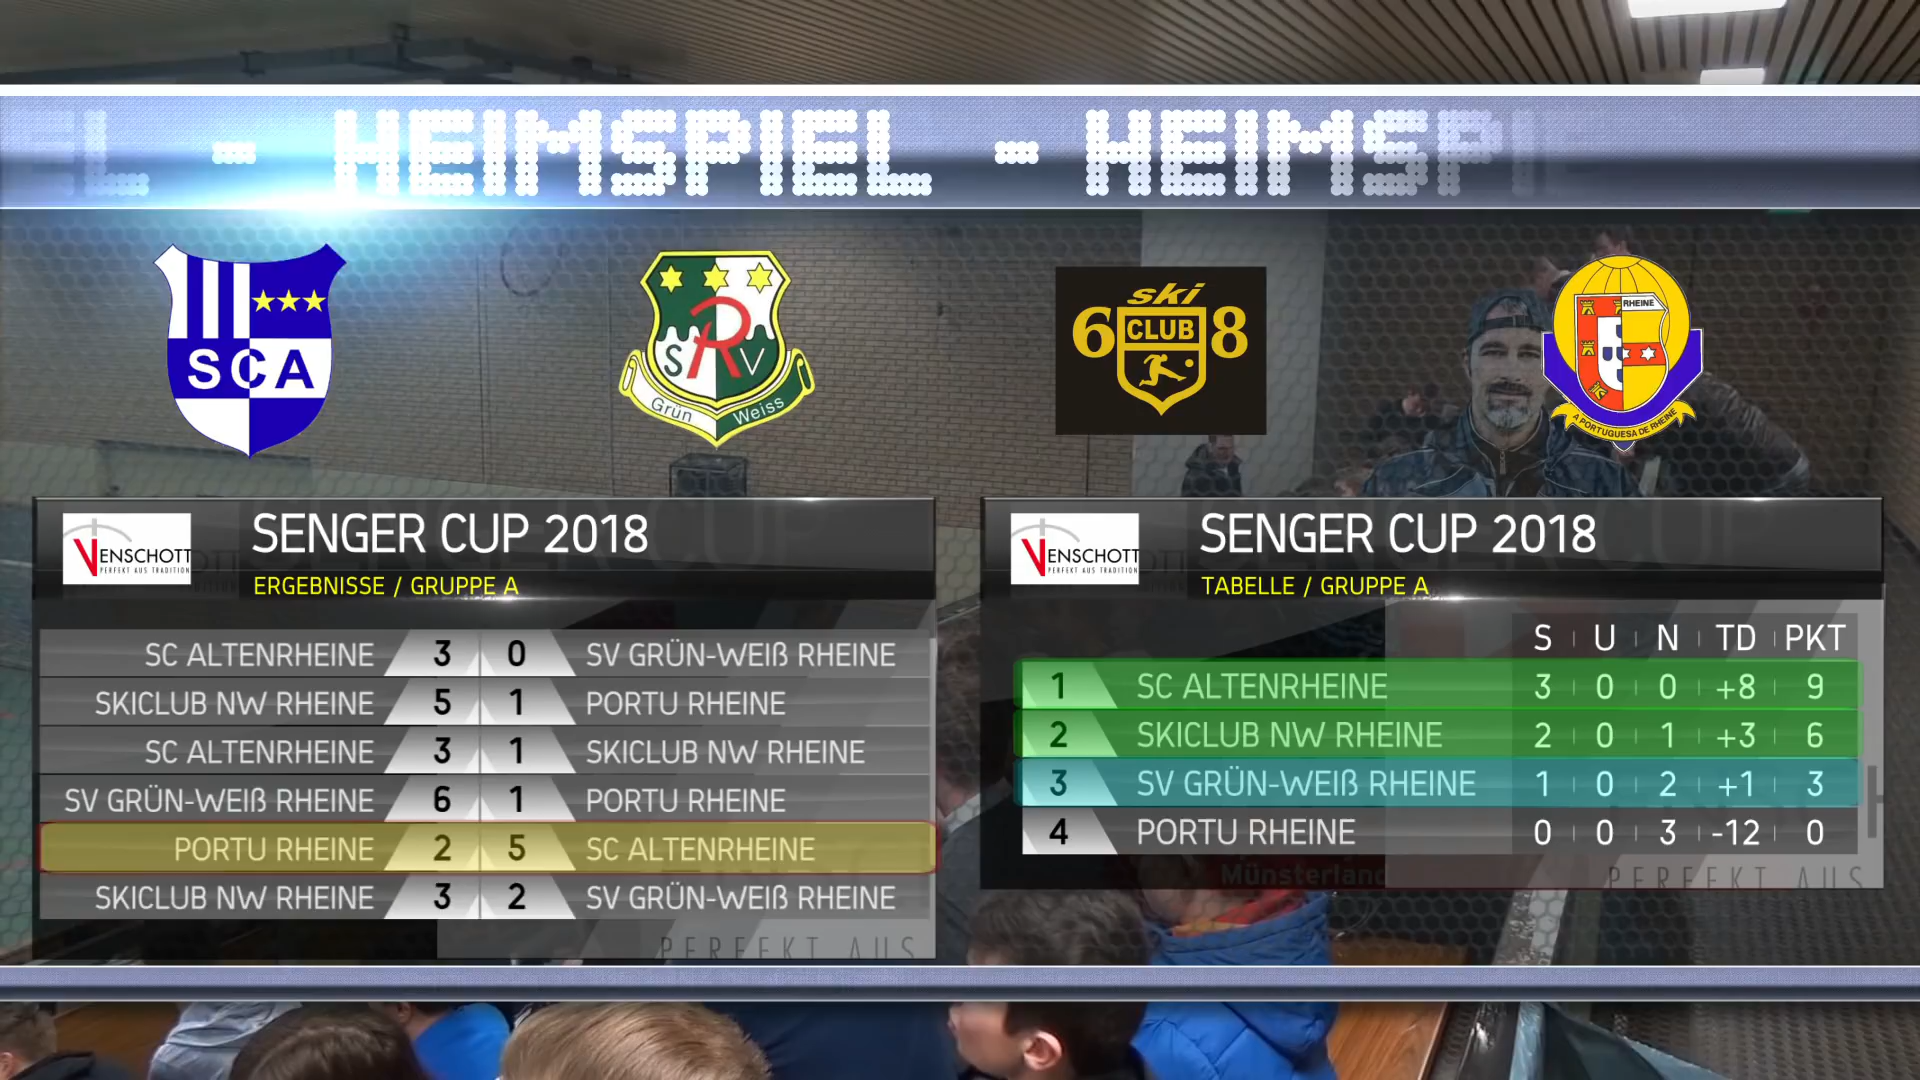 EL - HEIMSPIEL - HEIMSPI
SCA
SRV
Grün Weiss
ski
68
CLUB
RHEINE
A PORTUGUESA DE RHEINE
VENSCHOTT
PERFEKT AUS TRADITION
SENGER CUP 2018
ERGEBNISSE / GRUPPE A
SC ALTENRHEINE 3 0 SV GRÜN-WEIß RHEINE
SKICLUB NW RHEINE 5 1 PORTU RHEINE
SC ALTENRHEINE 3 1 SKICLUB NW RHEINE
SV GRÜN-WEIß RHEINE 6 1 PORTU RHEINE
PORTU RHEINE 2 5 SC ALTENRHEINE
SKICLUB NW RHEINE 3 2 SV GRÜN-WEIß RHEINE
PERFEKT AUS
VENSCHOTT
PERFEKT AUS TRADITION
SENGER CUP 2018
TABELLE / GRUPPE A
S U N TD PKT
1 SC ALTENRHEINE 3 0 0 +8 9
2 SKICLUB NW RHEINE 2 0 1 +3 6
3 SV GRÜN-WEIß RHEINE 1 0 2 +1 3
4 PORTU RHEINE 0 0 3 -12 0
Münsterland
PERFEKT AUS